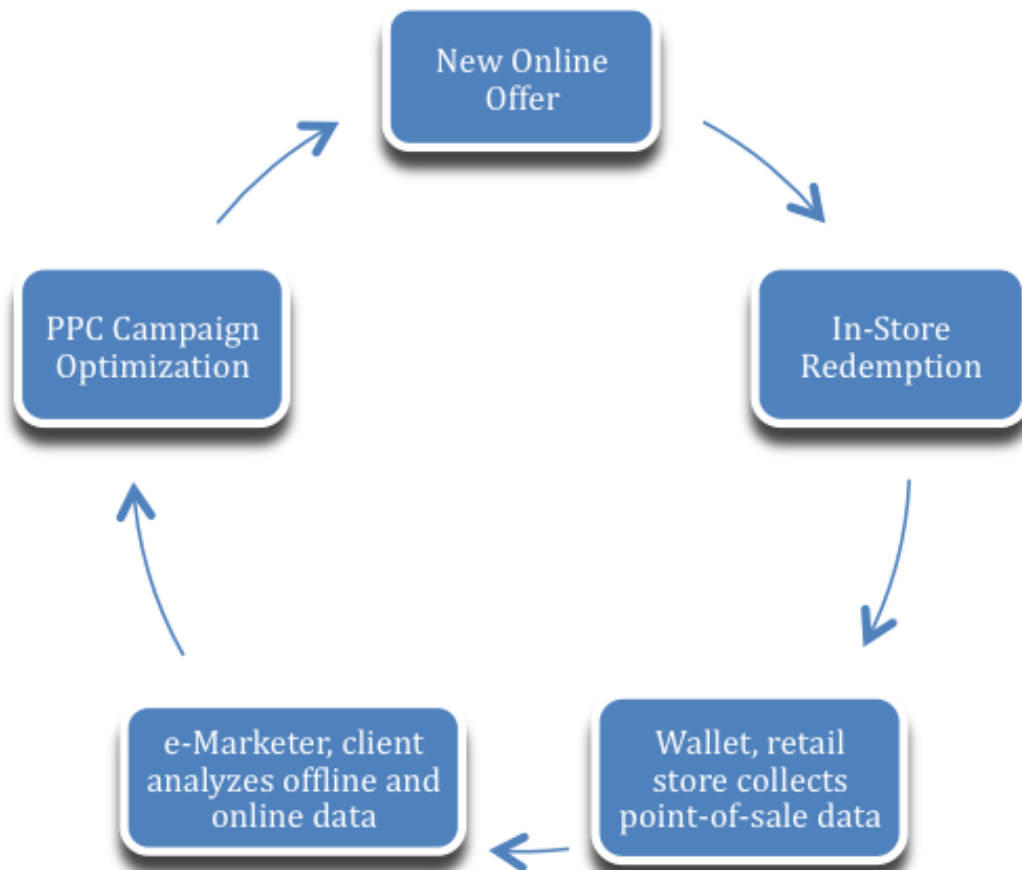 New Online
Offer
In-Store
Redemption
Wallet, retail
store collects
point-of-sale data
e-Marketer, client
analyzes offline and
online data
PPC Campaign
Optimization